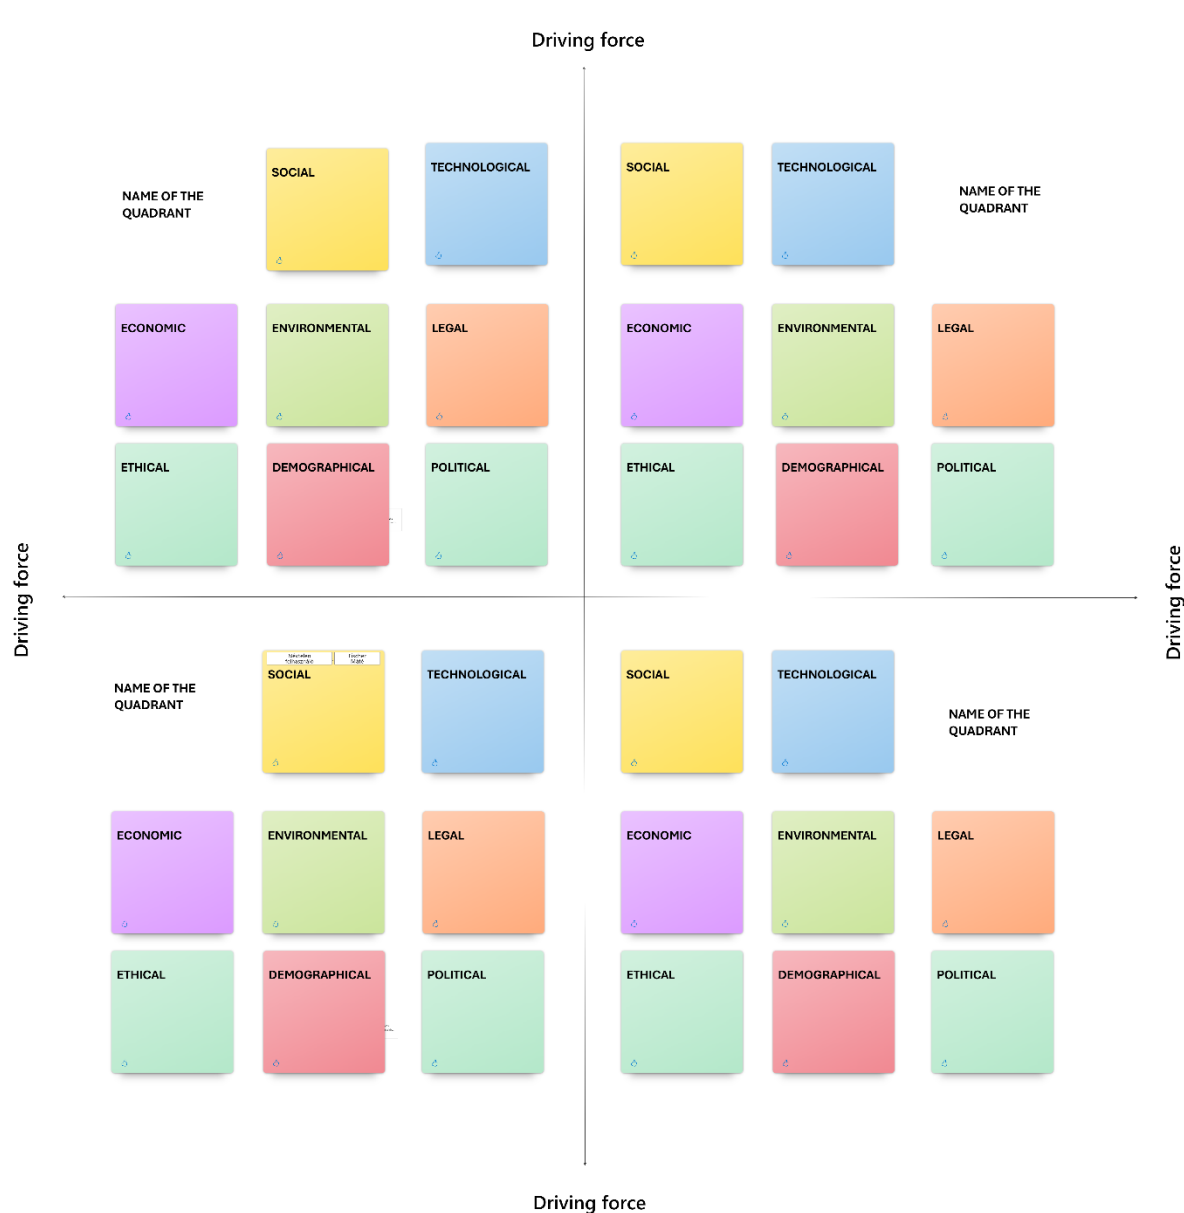 Driving force
NAME OF THE
QUADRANT
SOCIAL
TECHNOLOGICAL
ECONOMIC
ENVIRONMENTAL
LEGAL
ETHICAL
DEMOGRAPHICAL
POLITICAL
SOCIAL
TECHNOLOGICAL
NAME OF THE
QUADRANT
ECONOMIC
ENVIRONMENTAL
LEGAL
ETHICAL
DEMOGRAPHICAL
POLITICAL
Driving force
Driving force
NAME OF THE
QUADRANT
SOCIAL
TECHNOLOGICAL
ECONOMIC
ENVIRONMENTAL
LEGAL
ETHICAL
DEMOGRAPHICAL
POLITICAL
SOCIAL
TECHNOLOGICAL
NAME OF THE
QUADRANT
ECONOMIC
ENVIRONMENTAL
LEGAL
ETHICAL
DEMOGRAPHICAL
POLITICAL
Driving force